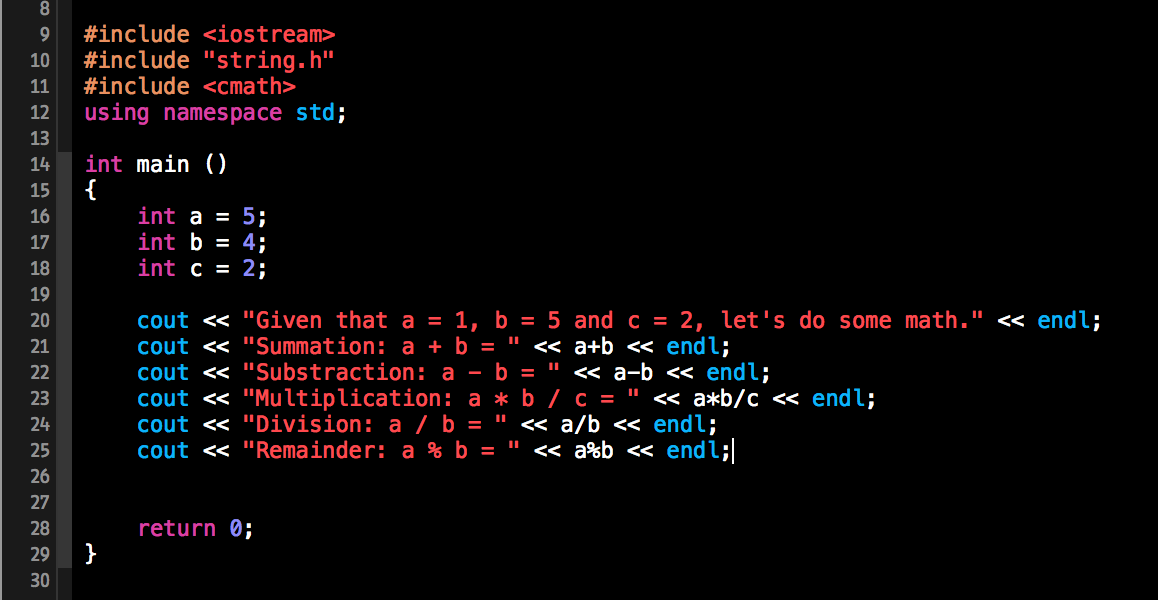 8
9 #include <iostream>
10 #include "string.h"
11 #include <cmath>
12 using namespace std;
13
14 int main ()
15 {
16     int a = 5;
17     int b = 4;
18     int c = 2;
19
20     cout << "Given that a = 1, b = 5 and c = 2, let's do some math." << endl;
21     cout << "Summation: a + b = " << a+b << endl;
22     cout << "Substraction: a - b = " << a-b << endl;
23     cout << "Multiplication: a * b / c = " << a*b/c << endl;
24     cout << "Division: a / b = " << a/b << endl;
25     cout << "Remainder: a % b = " << a%b << endl;
26
27
28     return 0;
29 }
30